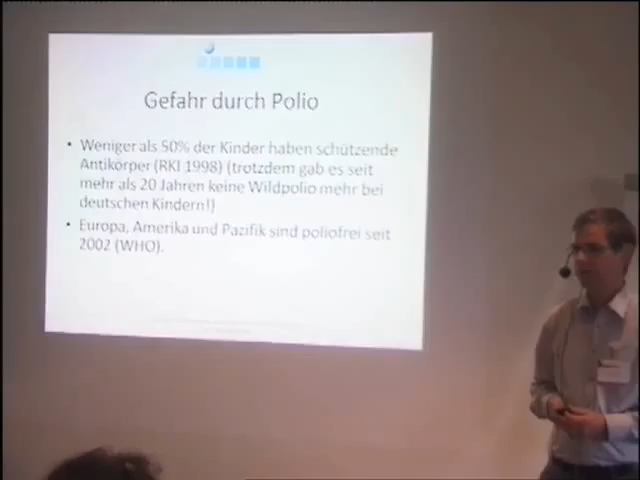 Gefahr durch Polio
• Weniger als 50% der Kinder haben schützende
Antikörper (RKI 1998) (trotzdem gab es seit
mehr als 20 Jahren keine Wildpolio mehr bei
deutschen Kindern!)
• Europa, Amerika und Pazifik sind poliofrei seit
2002 (WHO).